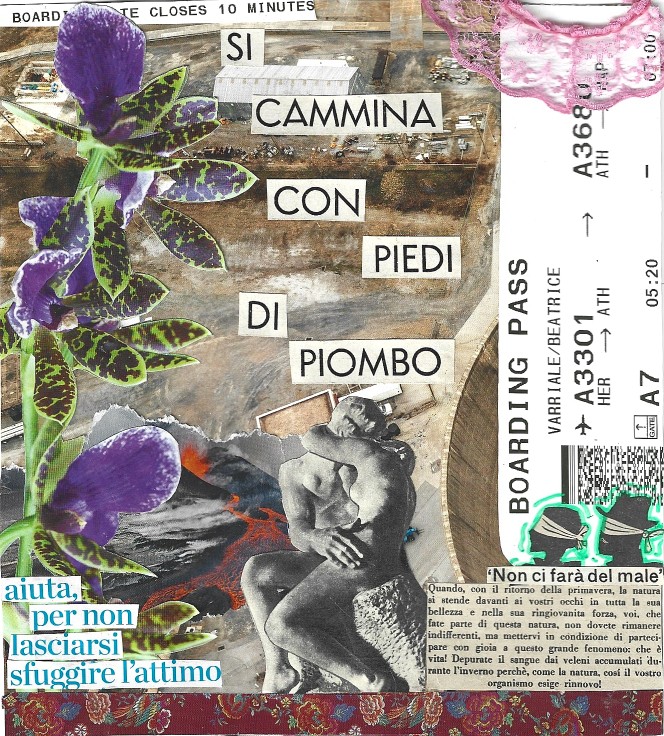 CLOSES 10 MINUTES
SI
CAMMINA
CON
PIEDI
DI
PIOMBO
BOARDING PASS
VARRIALE/BEATRICE
A3301
HER → ATH
A7
GATE
05:20
ATH →
07:00
aiuta,
per non
lasciarsi
sfuggire l'attimo
'Non ci farà del male'
Quando, con il ritorno della primavera, la natura
si stende davanti ai vostri occhi in tutta la sua
bellezza e nella sua ringiovanita forza, voi, che
fate parte di questa natura, non dovete rimanere
indifferenti, ma mettervi in condizione di parteci-
pare con gioia a questo grande fenomeno: che è
vita! Depurate il sangue dai veleni accumulati du-
rante l'inverno perchè, come la natura, così il vostro
organismo esige rinnovo!